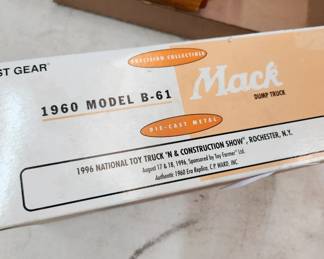 ST GEAR
PRECISION COLLECTIBLES
1960 MODEL B-61
Mack
DUMP TRUCK
DIE-CAST METAL
1996 NATIONAL TOY TRUCK 'N & CONSTRUCTION SHOW", ROCHESTER, N.Y.
August 17 & 18, 1996, Sponsored by Toy Farmer Ltd.
Authentic 1960 Era Replica, C.P. WARD, INC.